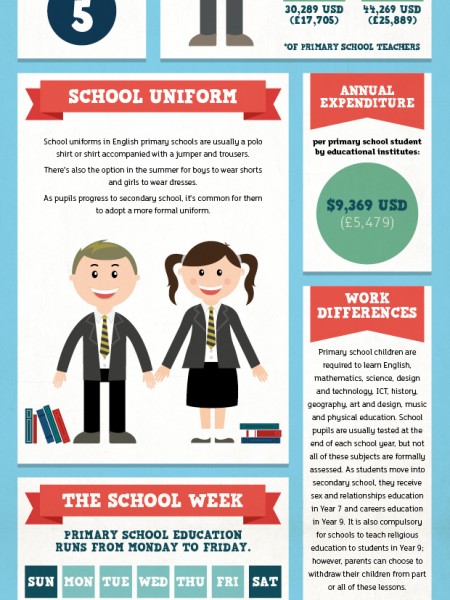 5
30,289 USD
(£17,705)
44,269 USD
(£25,889)
*OF PRIMARY SCHOOL TEACHERS
SCHOOL UNIFORM
School uniforms in English primary schools are usually a polo
shirt or shirt accompanied with a jumper and trousers.
There's also the option in the summer for boys to wear shorts
and girls to wear dresses.
As pupils progress to secondary school, it's common for them
to adopt a more formal uniform.
ANNUAL
EXPENDITURE
per primary school student
by educational institutes:
$9,369 USD
(£5,479)
WORK
DIFFERENCES
Primary school children are
required to learn English,
mathematics, science, design
and technology, ICT, history,
geography, art and design, music
and physical education. School
pupils are usually tested at the
end of each school year, but not
all of these subjects are formally
assessed. As students move into
secondary school, they receive
sex and relationships education
in Year 7 and careers education
in Year 9. It is also compulsory
for schools to teach religious
education to students in Year 9;
however, parents can choose to
withdraw their children from part
or all of these lessons.
THE SCHOOL WEEK
PRIMARY SCHOOL EDUCATION
RUNS FROM MONDAY TO FRIDAY.
SUN MON TUE WED THU FRI SAT